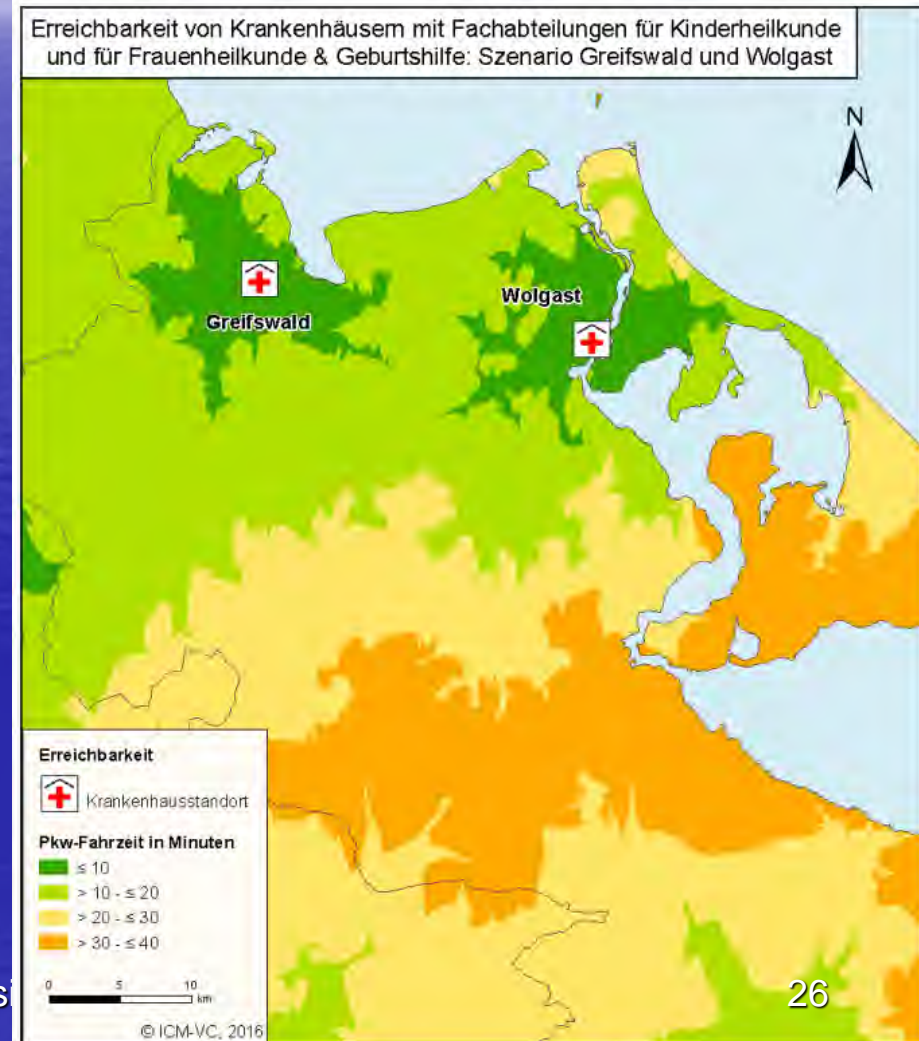 Erreichbarkeit von Krankenhäusern mit Fachabteilungen für Kinderheilkunde
und für Frauenheilkunde & Geburtshilfe: Szenario Greifswald und Wolgast
N
Wolgast
Greifswald
Erreichbarkeit
Krankenhausstandort
Pkw-Fahrzeit in Minuten
≤ 10
> 10 - ≤ 20
> 20 - ≤ 30
> 30 - ≤ 40
0 5 10
km
© ICM-VC, 2016
26